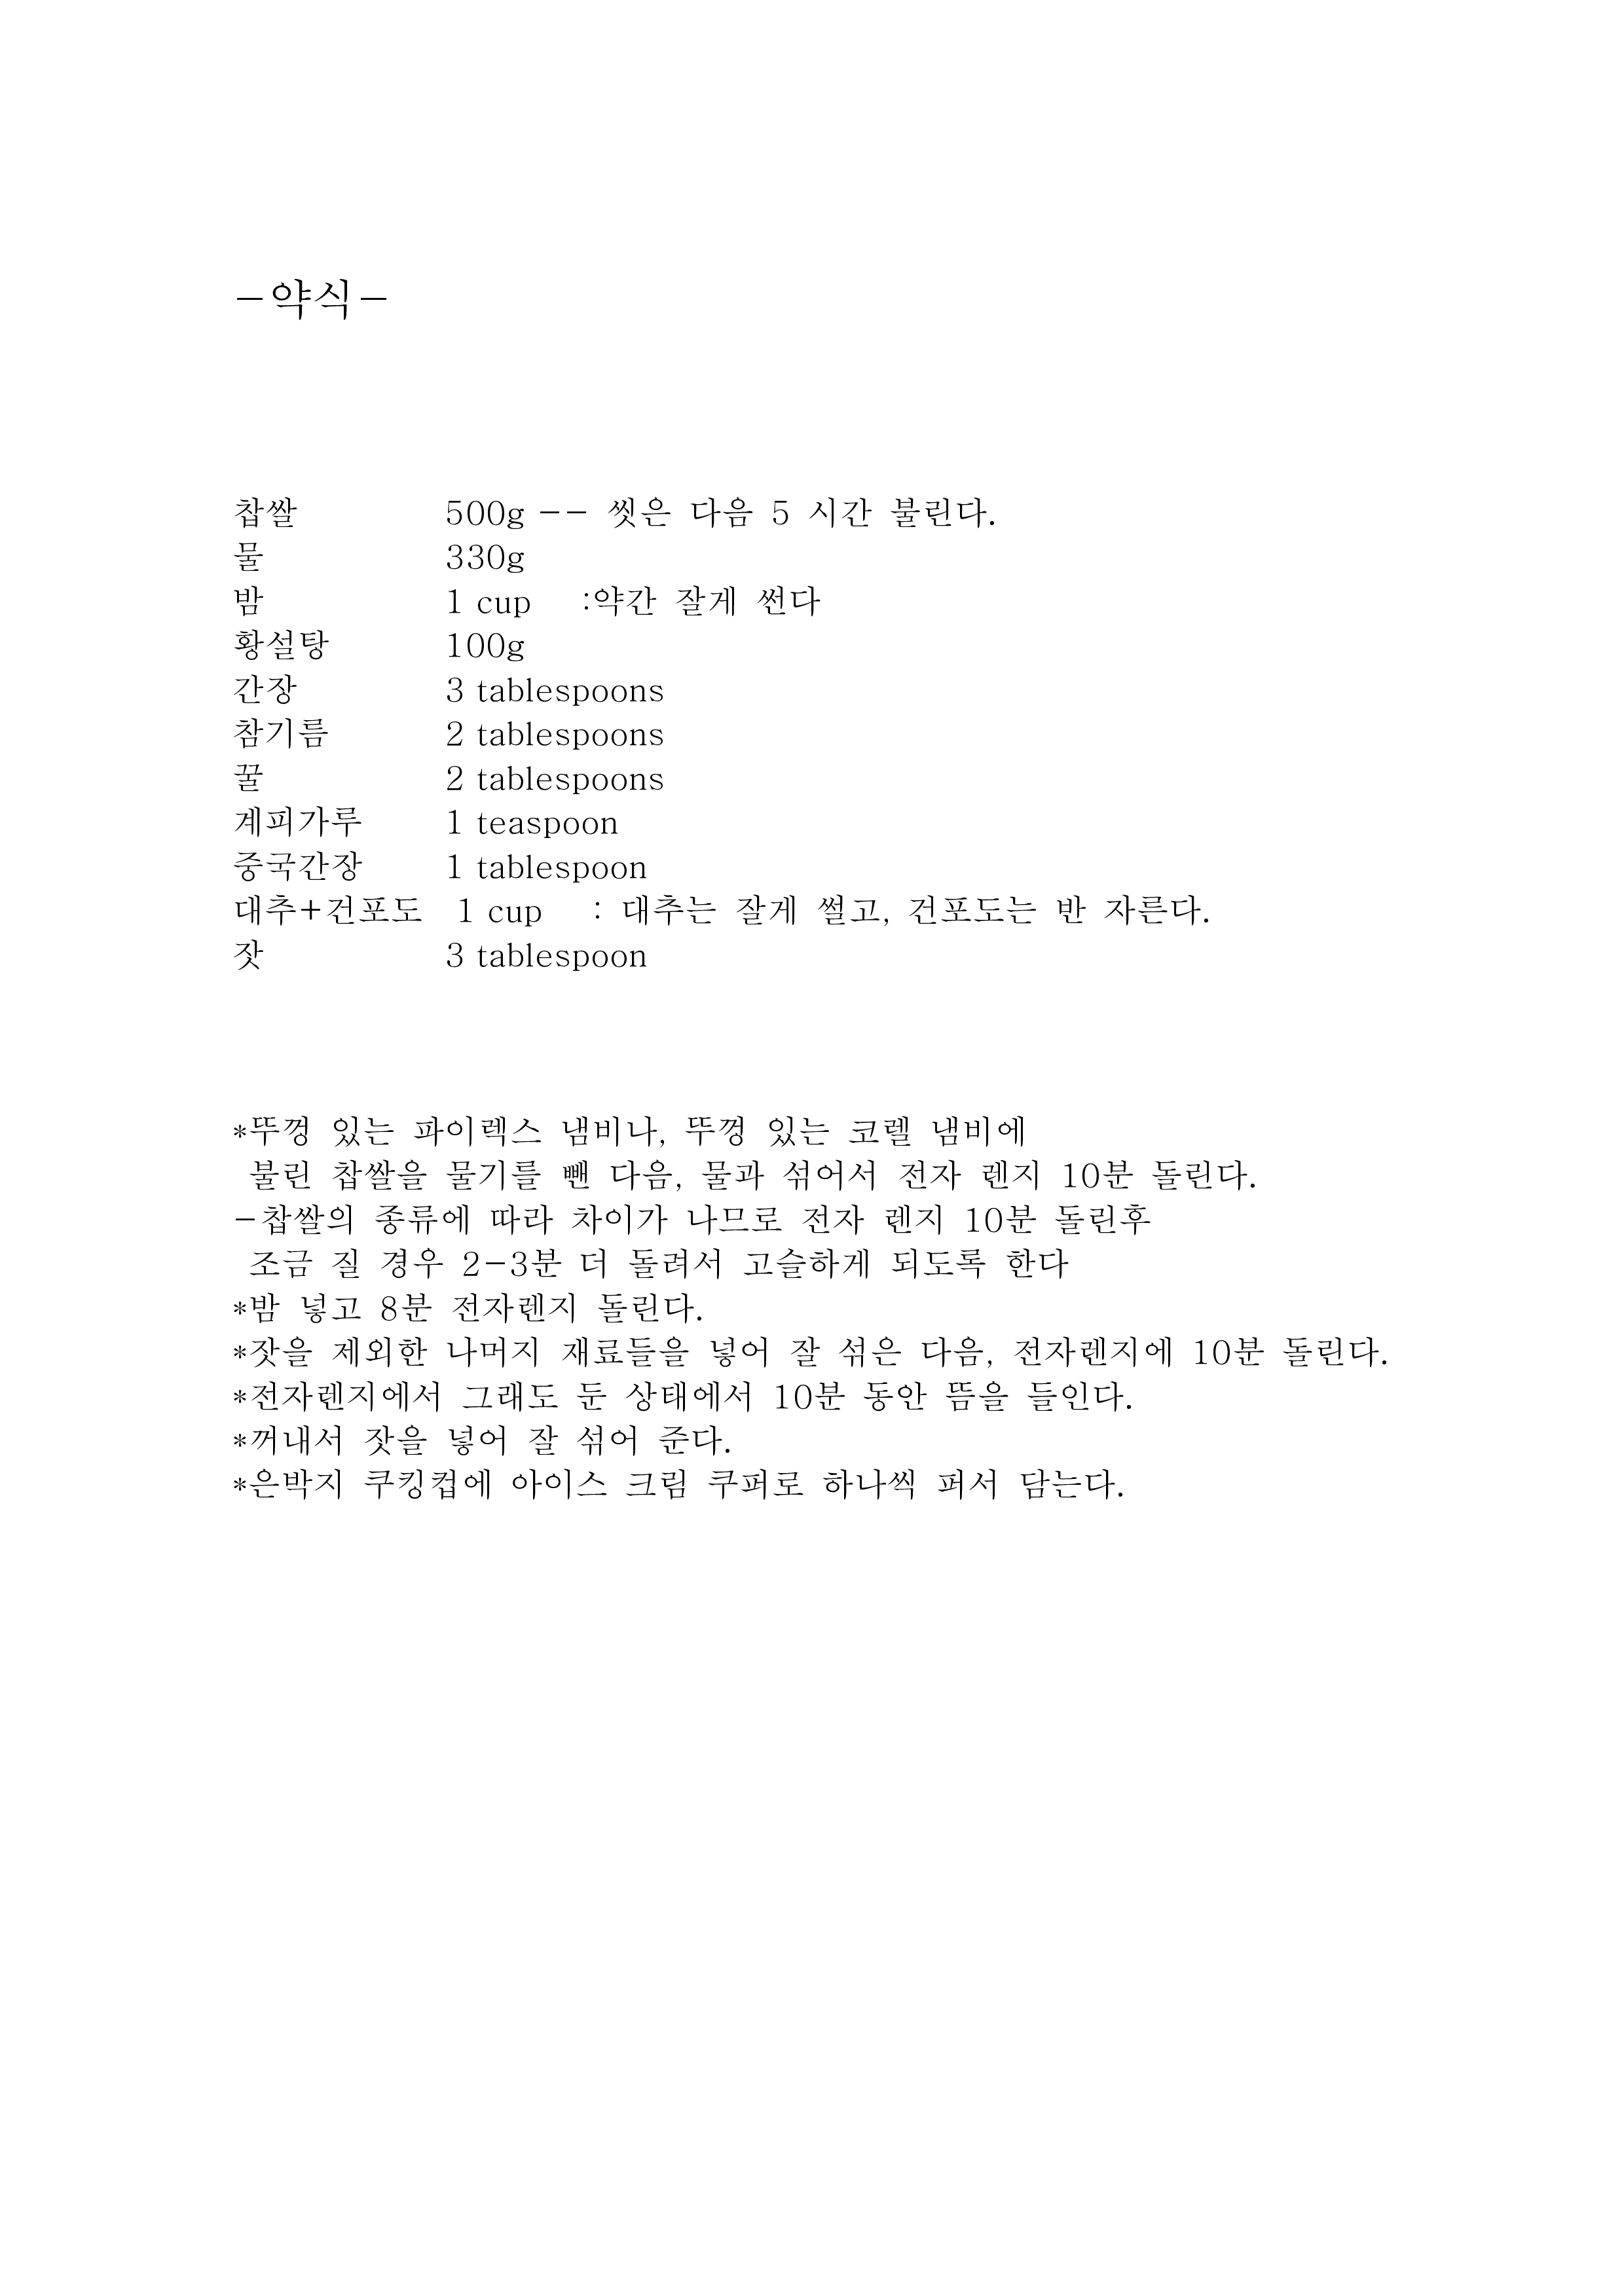 -약식-
찹쌀 500g -- 씻은 다음 5 시간 불린다.
물 330g
밤 1 cup :약간 잘게 썬다
황설탕 100g
간장 3 tablespoons
참기름 2 tablespoons
꿀 2 tablespoons
계피가루 1 teaspoon
중국간장 1 tablespoon
대추+건포도 1 cup : 대추는 잘게 썰고, 건포도는 반 자른다.
잣 3 tablespoon
*뚜껑 있는 파이렉스 냄비나, 뚜껑 있는 코렐 냄비에
불린 찹쌀을 물기를 뺀 다음, 물과 섞어서 전자 렌지 10분 돌린다.
-찹쌀의 종류에 따라 차이가 나므로 전자 렌지 10분 돌린후
조금 질 경우 2-3분 더 돌려서 고슬하게 되도록 한다
*밤 넣고 8분 전자렌지 돌린다.
*잣을 제외한 나머지 재료들을 넣어 잘 섞은 다음, 전자렌지에 10분 돌린다.
*전자렌지에서 그래도 둔 상태에서 10분 동안 뜸을 들인다.
*꺼내서 잣을 넣어 잘 섞어 준다.
*은박지 쿠킹컵에 아이스 크림 쿠퍼로 하나씩 퍼서 담는다.